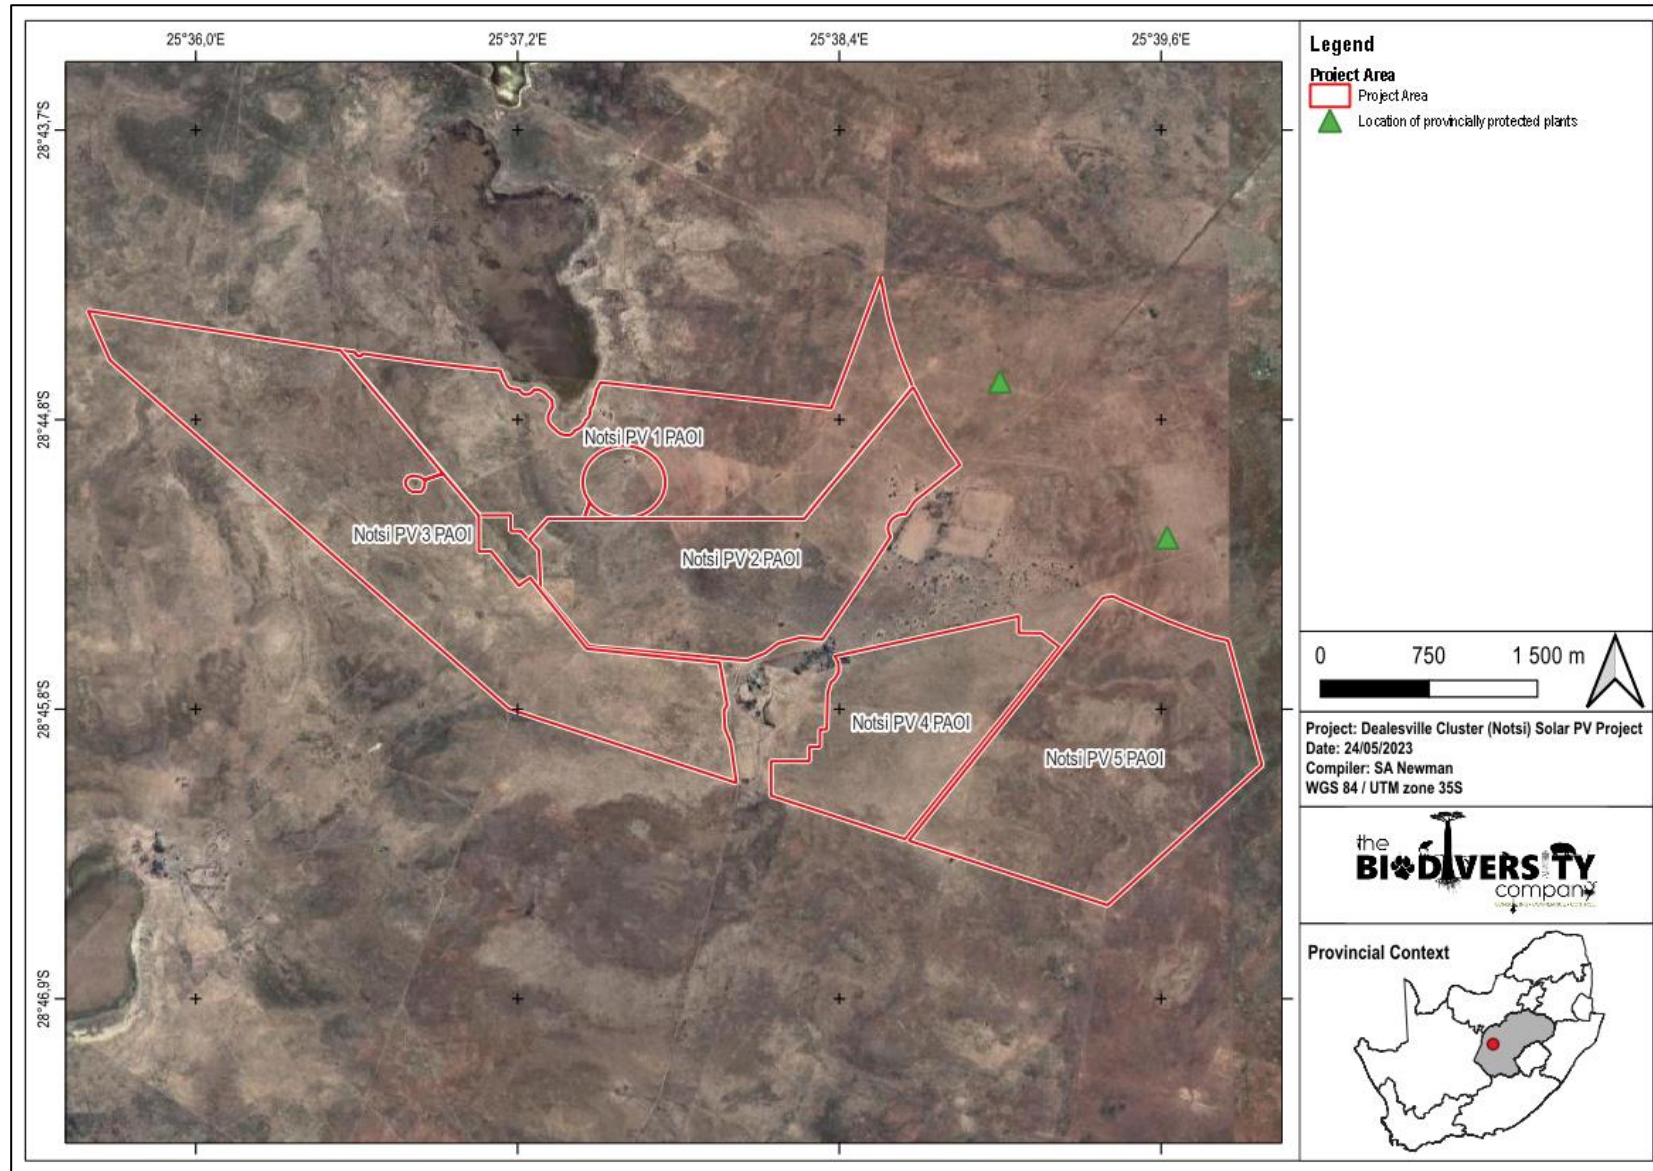 25°36,0'E
25°37,2'E
25°38,4'E
25°39,6'E
28°43,7'S
28°44,8'S
28°45,8'S
28°46,9'S
Notsi PV 1 PAOI
Notsi PV 3 PAOI
Notsi PV 2 PAOI
Notsi PV 4 PAOI
Notsi PV 5 PAOI
Legend
Project Area
Project Area
Location of provincially protected plants
0 750 1 500 m
Project: Dealesville Cluster (Notsi) Solar PV Project
Date: 24/05/2023
Compiler: SA Newman
WGS 84 / UTM zone 35S
the
BIODIVERSITY
company
Provincial Context